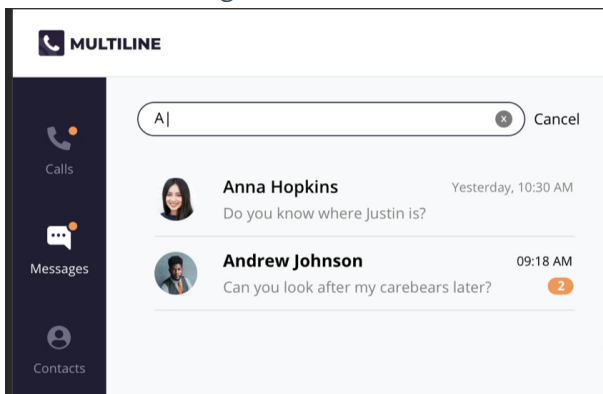 MULTILINE
A
x
Cancel
Calls
Anna Hopkins
Yesterday, 10:30 AM
Do you know where Justin is?
Messages
Andrew Johnson
09:18 AM
Can you look after my carebears later?
2
Contacts